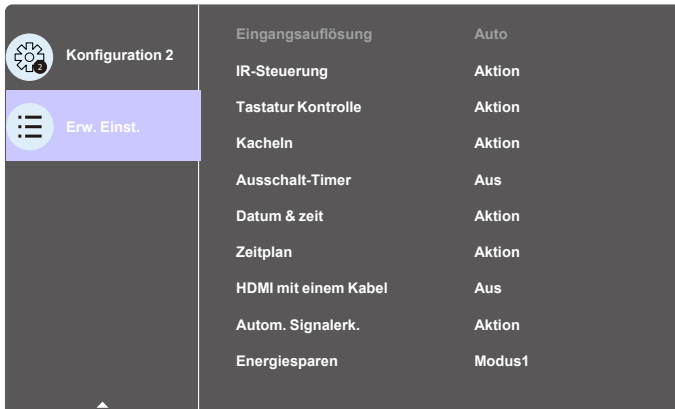 2
Konfiguration 2
Erw. Einst.
Eingangsauflösung Auto
IR-Steuerung Aktion
Tastatur Kontrolle Aktion
Kacheln Aktion
Ausschalt-Timer Aus
Datum & zeit Aktion
Zeitplan Aktion
HDMI mit einem Kabel Aus
Autom. Signalerk. Aktion
Energiesparen Modus1